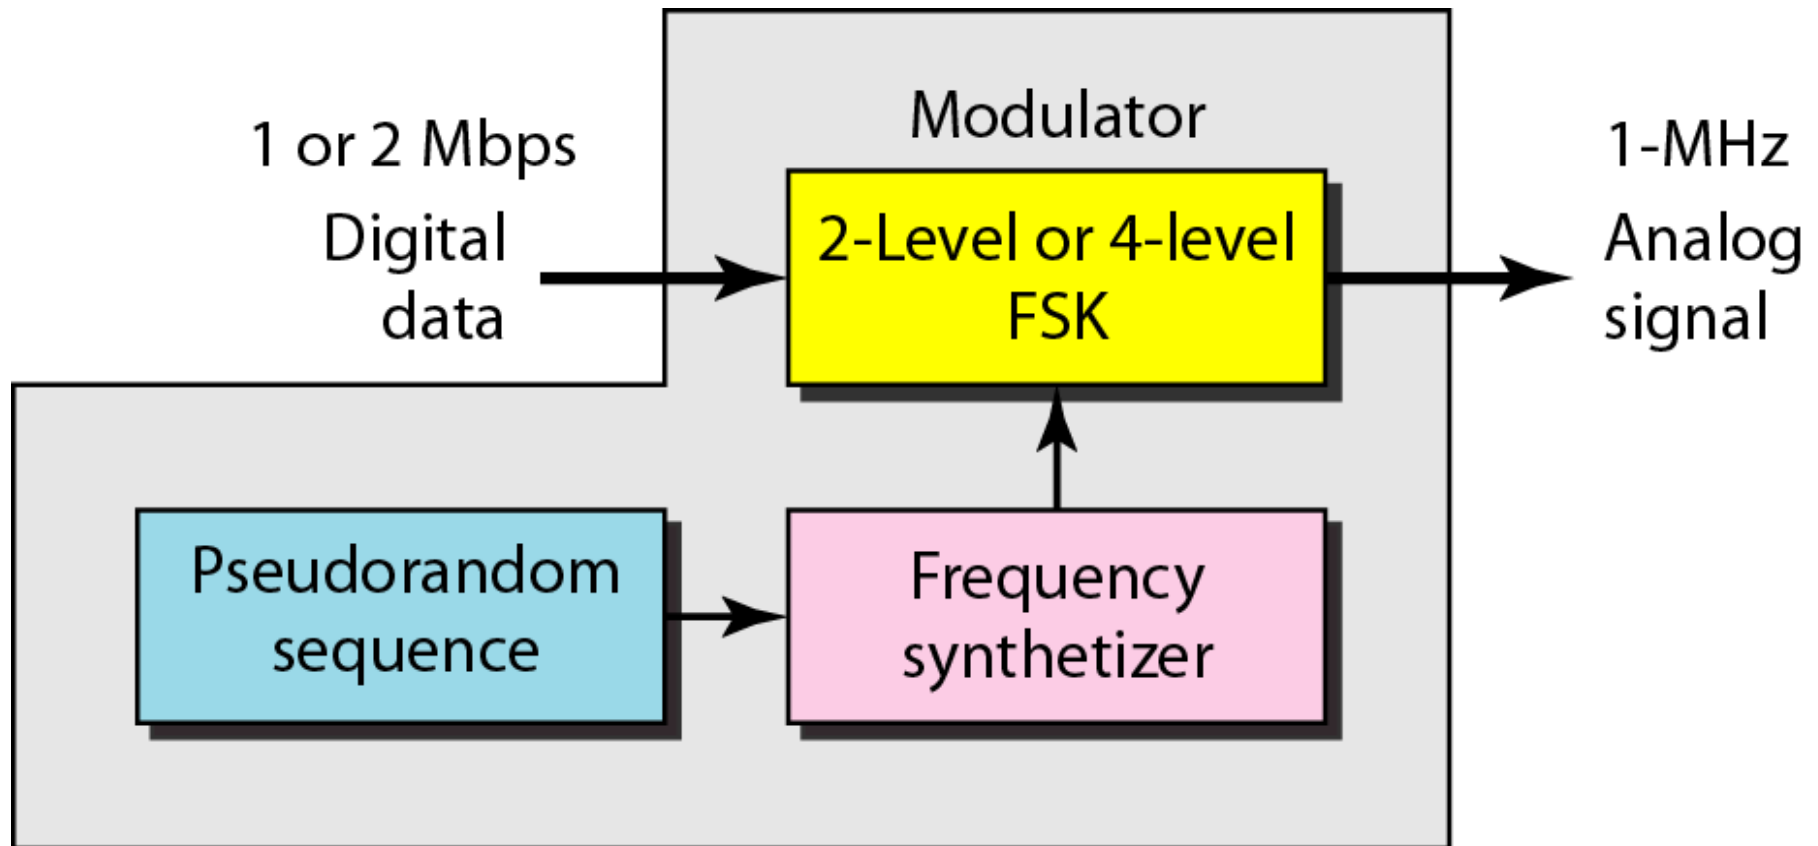 1 or 2 Mbps
Digital
data
Modulator
2-Level or 4-level
FSK
1-MHz
Analog
signal
Pseudorandom
sequence
Frequency
synthetizer